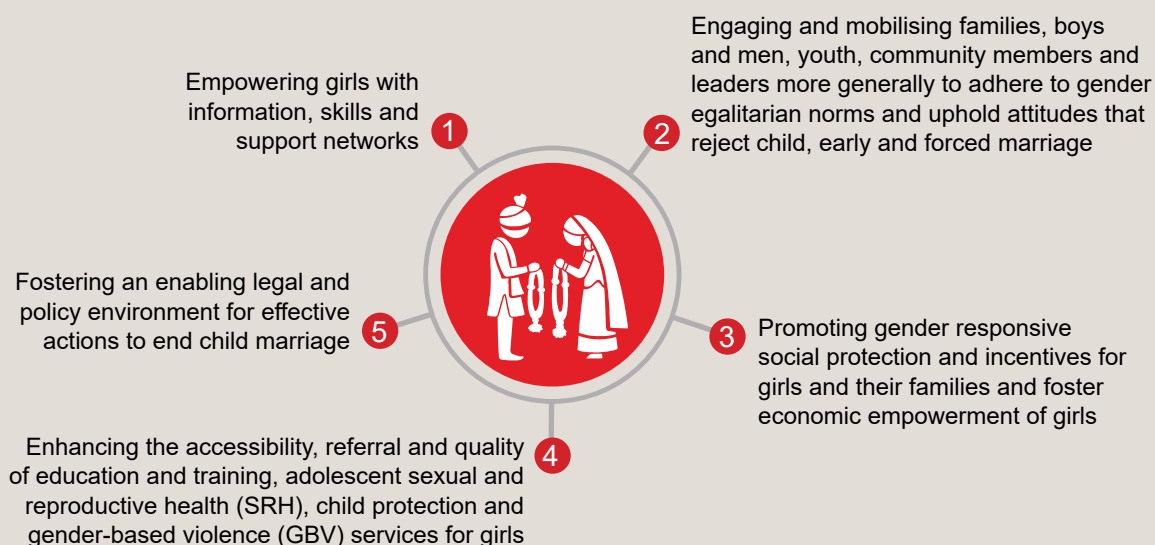 Empowering girls with
information, skills and
support networks
1
2
Engaging and mobilising families, boys
and men, youth, community members and
leaders more generally to adhere to gender
egalitarian norms and uphold attitudes that
reject child, early and forced marriage
3
Promoting gender responsive
social protection and incentives for
girls and their families and foster
economic empowerment of girls
Enhancing the accessibility, referral and quality
of education and training, adolescent sexual and
reproductive health (SRH), child protection and
gender-based violence (GBV) services for girls
4
Fostering an enabling legal and
policy environment for effective
actions to end child marriage
5